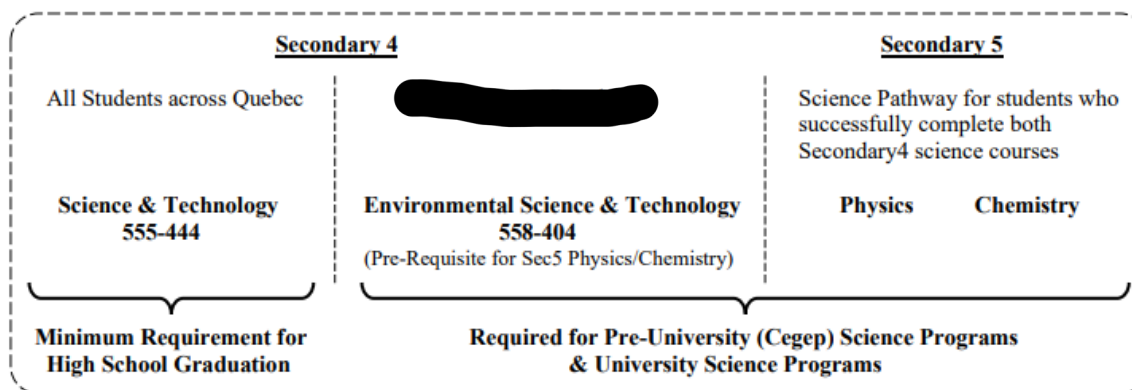 Secondary 4
Secondary 5
All Students across Quebec
Science Pathway for students who
successfully complete both
Secondary4 science courses
Science & Technology
555-444
Environmental Science & Technology
558-404
(Pre-Requisite for Sec5 Physics/Chemistry)
Physics Chemistry
Minimum Requirement for
High School Graduation
Required for Pre-University (Cegep) Science Programs
& University Science Programs